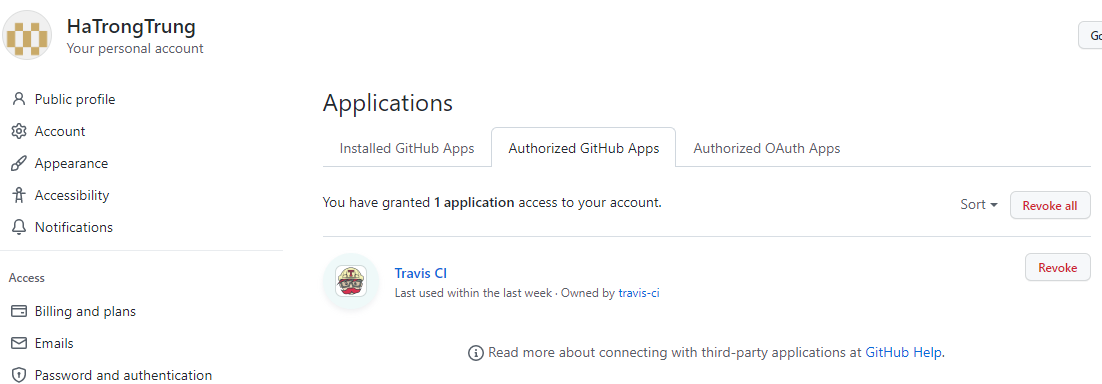 HaTrongTrung
Your personal account
Go
Public profile
Account
Appearance
Accessibility
Notifications
Access
Billing and plans
Emails
Password and authentication
Applications
Installed GitHub Apps
Authorized GitHub Apps
Authorized OAuth Apps
You have granted 1 application access to your account.
Sort
Revoke all
Travis CI
Last used within the last week · Owned by travis-ci
Revoke
Read more about connecting with third-party applications at GitHub Help.